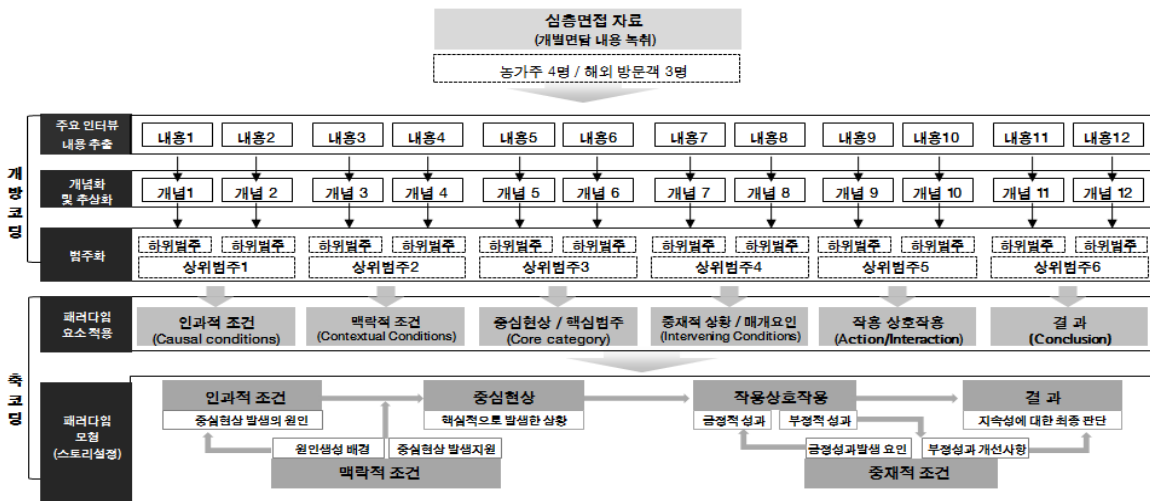 심층면접 자료
(개별면담 내용 녹취)
농가주 4명 / 해외 방문객 3명
개방코딩
주요 인터뷰
내용 추출
내용1 내용2 내용3 내용4 내용5 내용6 내용7 내용8 내용9 내용10 내용11 내용12
개념화
및 추상화
개념1 개념 2 개념 3 개념 4 개념 5 개념 6 개념 7 개념 8 개념 9 개념 10 개념 11 개념 12
범주화
하위범주 하위범주 하위범주 하위범주 하위범주 하위범주 하위범주 하위범주 하위범주 하위범주 하위범주 하위범주
상위범주1 상위범주2 상위범주3 상위범주4 상위범주5 상위범주6
축코딩
패러다임
요소 적용
인과적 조건 맥락적 조건 중심현상 / 핵심범주 중재적 상황 / 매개요인 작용 상호작용 결 과
(Causal conditions) (Contextual Conditions) (Core category) (Intervening Conditions) (Action/Interaction) (Conclusion)
패러다임
모형
(스토리설정)
인과적 조건 중심현상 작용상호작용 결 과
중심현상 발생의 원인 핵심적으로 발생한 상황 긍정적 성과 부정적 성과 지속성에 대한 최종 판단
원인생성 배경 중심현상 발생지원 긍정성과발생 요인 부정성과 개선사항
맥락적 조건 중재적 조건